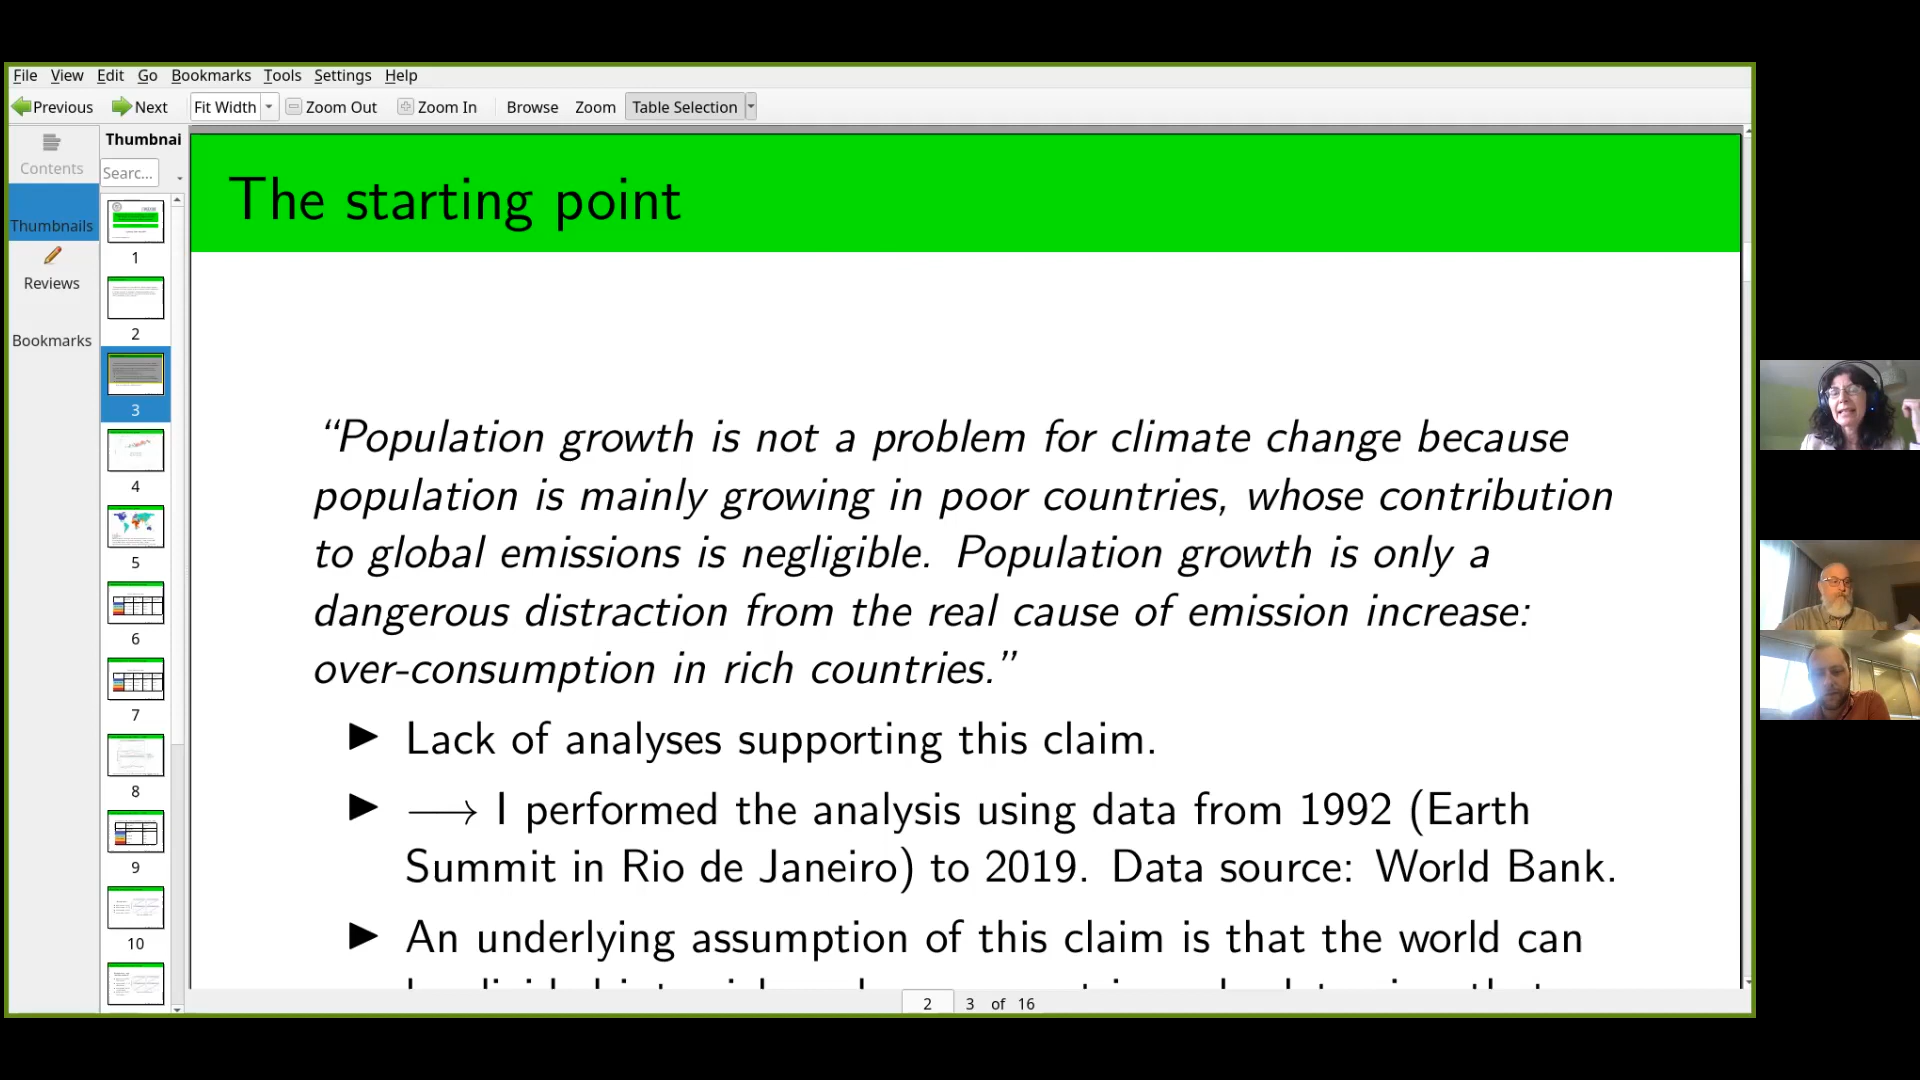 File View Edit Go Bookmarks Tools Settings Help
Previous Next Fit Width Zoom Out Zoom In Browse Zoom Table Selection
Contents
Thumbnails
Reviews
Bookmarks
Thumbnai
Searc...
1
2
3
4
5
6
7
8
9
10
The starting point
“Population growth is not a problem for climate change because
population is mainly growing in poor countries, whose contribution
to global emissions is negligible. Population growth is only a
dangerous distraction from the real cause of emission increase:
over-consumption in rich countries.”
▶ Lack of analyses supporting this claim.
▶ ⟶ I performed the analysis using data from 1992 (Earth
Summit in Rio de Janeiro) to 2019. Data source: World Bank.
▶ An underlying assumption of this claim is that the world can
2 3 of 16